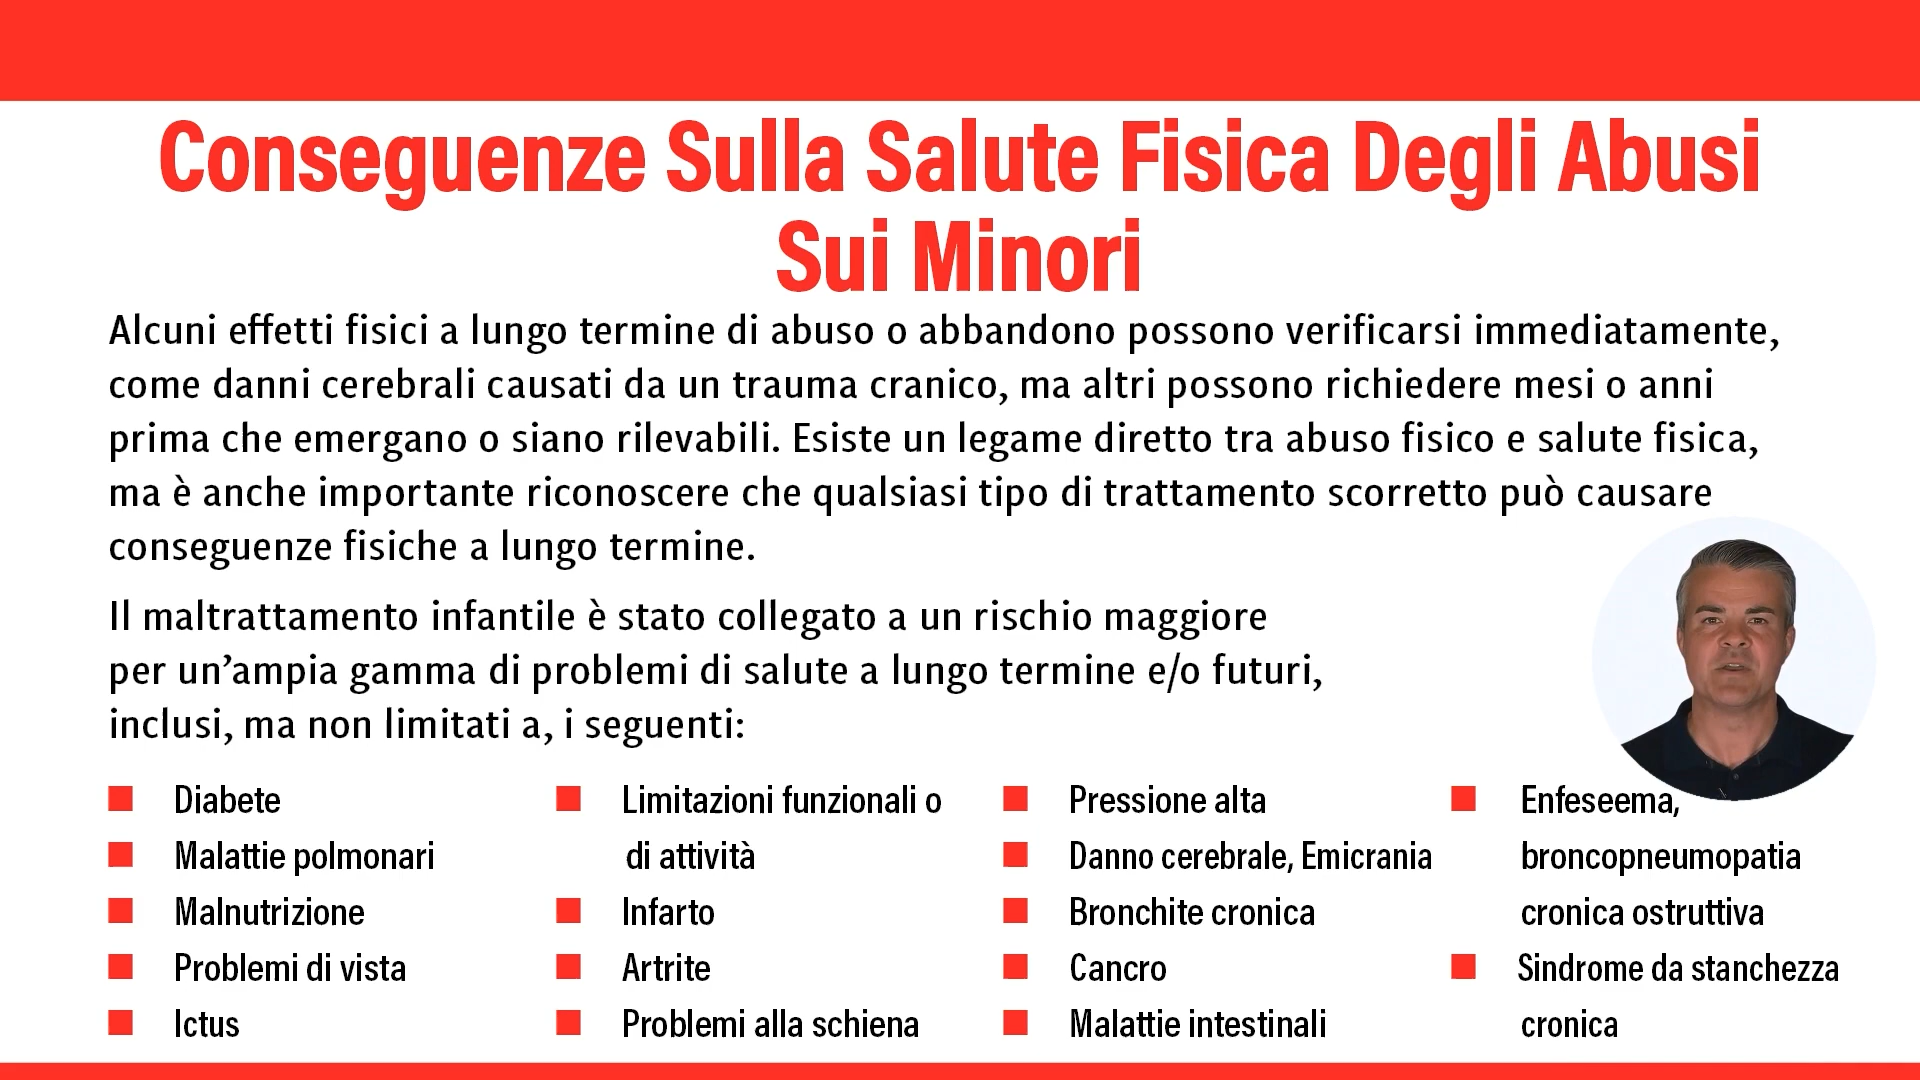 Conseguenze Sulla Salute Fisica Degli Abusi
Sui Minori
Alcuni effetti fisici a lungo termine di abuso o abbandono possono verificarsi immediatamente,
come danni cerebrali causati da un trauma cranico, ma altri possono richiedere mesi o anni
prima che emergano o siano rilevabili. Esiste un legame diretto tra abuso fisico e salute fisica,
ma è anche importante riconoscere che qualsiasi tipo di trattamento scorretto può causare
conseguenze fisiche a lungo termine.
Il maltrattamento infantile è stato collegato a un rischio maggiore
per un’ampia gamma di problemi di salute a lungo termine e/o futuri,
inclusi, ma non limitati a, i seguenti:
Diabete
Malattie polmonari
Malnutrizione
Problemi di vista
Ictus
Limitazioni funzionali o
di attività
Infarto
Artrite
Problemi alla schiena
Pressione alta
Danno cerebrale, Emicrania
Bronchite cronica
Cancro
Malattie intestinali
Enfeseema,
broncopneumopatia
cronica ostruttiva
Sindrome da stanchezza
cronica